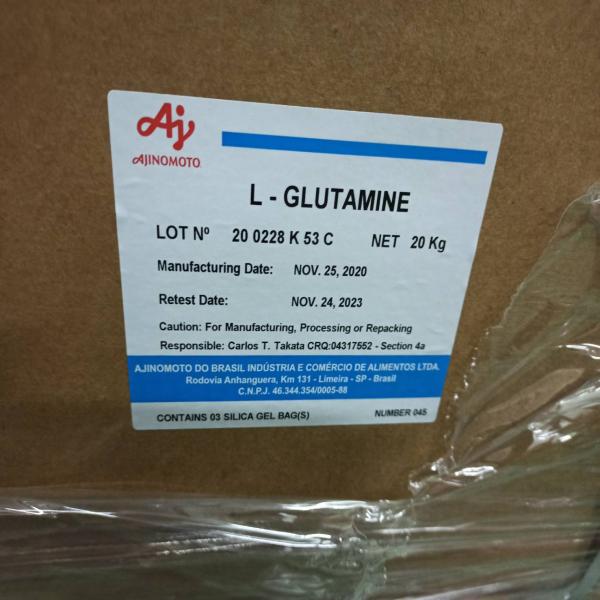 Aj
AJINOMOTO
L - GLUTAMINE
LOT Nº 20 0228 K 53 C NET 20 Kg
Manufacturing Date: NOV. 25, 2020
Retest Date: NOV. 24, 2023
Caution: For Manufacturing, Processing or Repacking
Responsible: Carlos T. Takata CRQ:04317552 - Section 4a
AJINOMOTO DO BRASIL INDÚSTRIA E COMÉRCIO DE ALIMENTOS LTDA.
Rodovia Anhanguera, Km 131 - Limeira - SP - Brasil
C.N.P.J. 46.344.354/0005-88
CONTAINS 03 SILICA GEL BAG(S) NUMBER 045